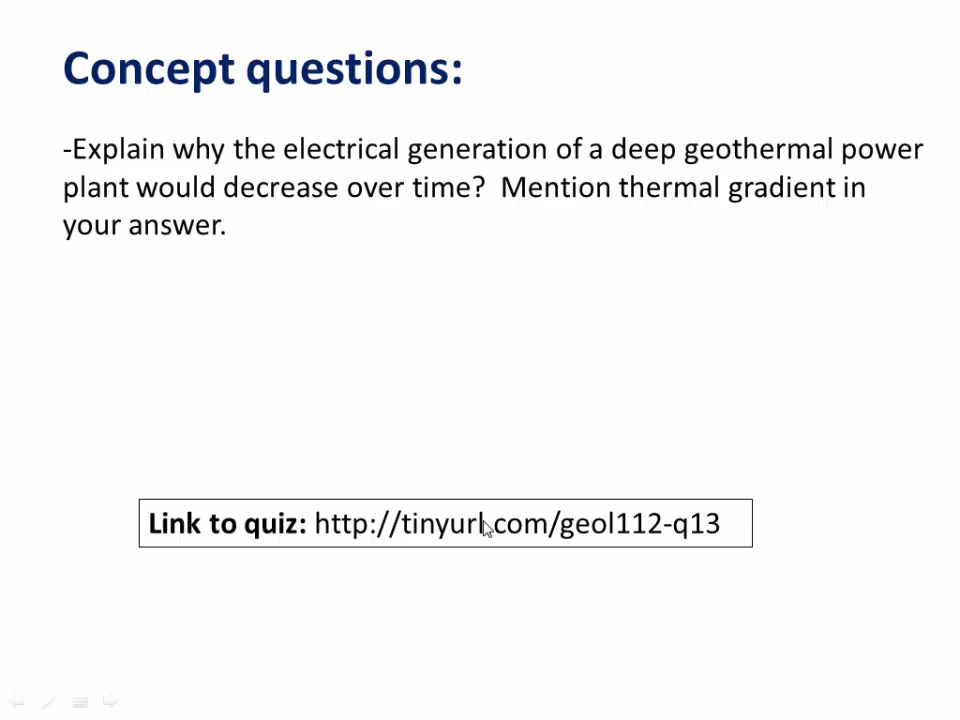 Concept questions:
-Explain why the electrical generation of a deep geothermal power
plant would decrease over time?  Mention thermal gradient in
your answer.
Link to quiz: http://tinyurl.com/geol112-q13